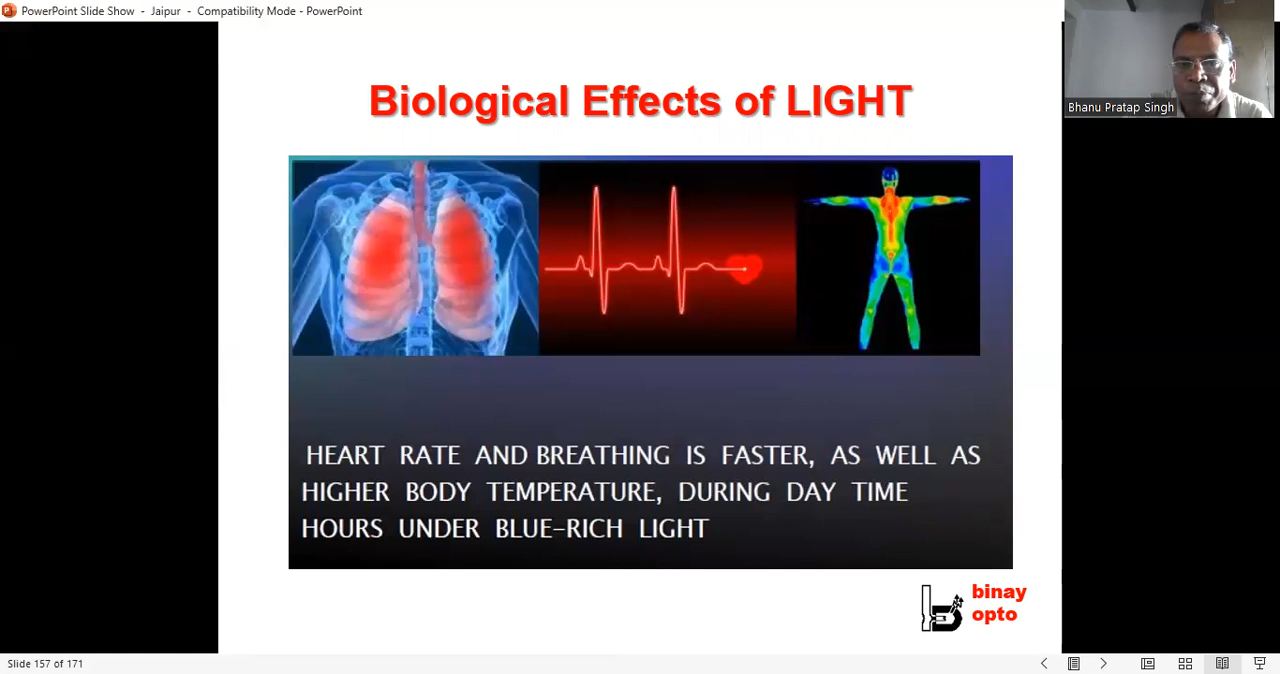 PowerPoint Slide Show - Jaipur - Compatibility Mode - PowerPoint
Bhanu Pratap Singh
Biological Effects of LIGHT
HEART RATE AND BREATHING IS FASTER, AS WELL AS
HIGHER BODY TEMPERATURE, DURING DAY TIME
HOURS UNDER BLUE-RICH LIGHT
binay
opto
Slide 157 of 171